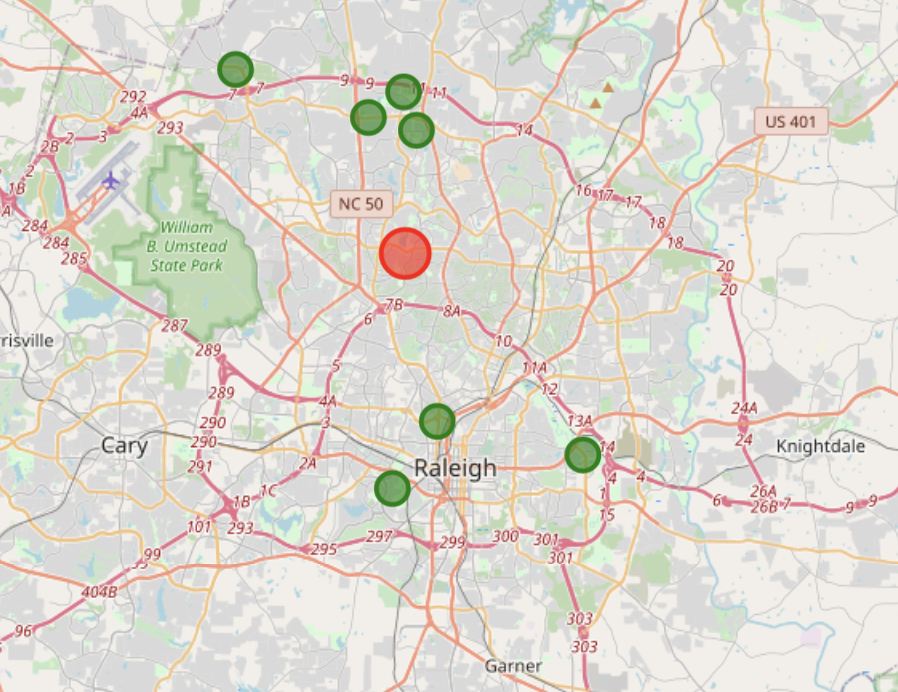 9
9
11
11
7
7
292
4A
293
3
2
2B
14
US 401
2
1B
A
16
17
17
NC 50
18
18
284
284
285
William
B. Umstead
State Park
20
20
7B
8A
6
287
10
risville
289
5
11A
12
289
4A
24A
13A
3
290
290
24
Cary
Knightdale
14
291
2A
Raleigh
4
4
1C
1B
1
26A
6
26B
7
9
9
15
101
293
297
300
301
295
299
301
99
404B
303
96
303
Garner